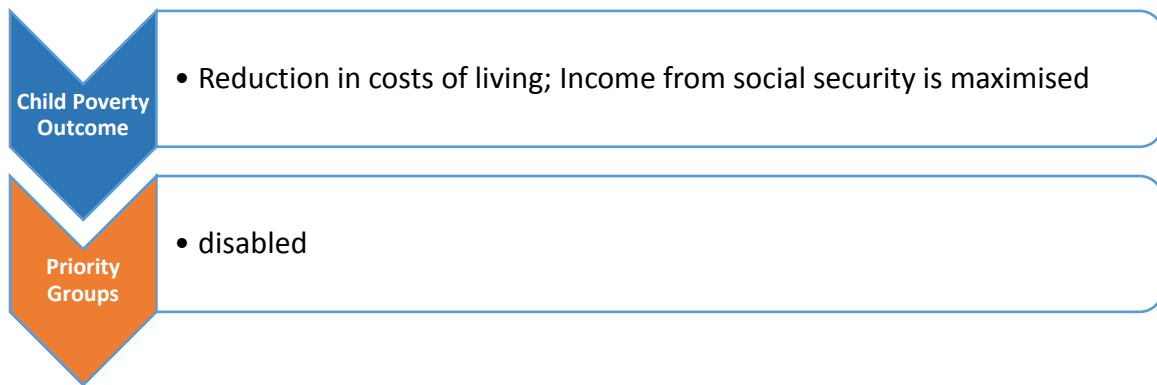 Child Poverty
Outcome
• Reduction in costs of living; Income from social security is maximised
Priority
Groups
• disabled